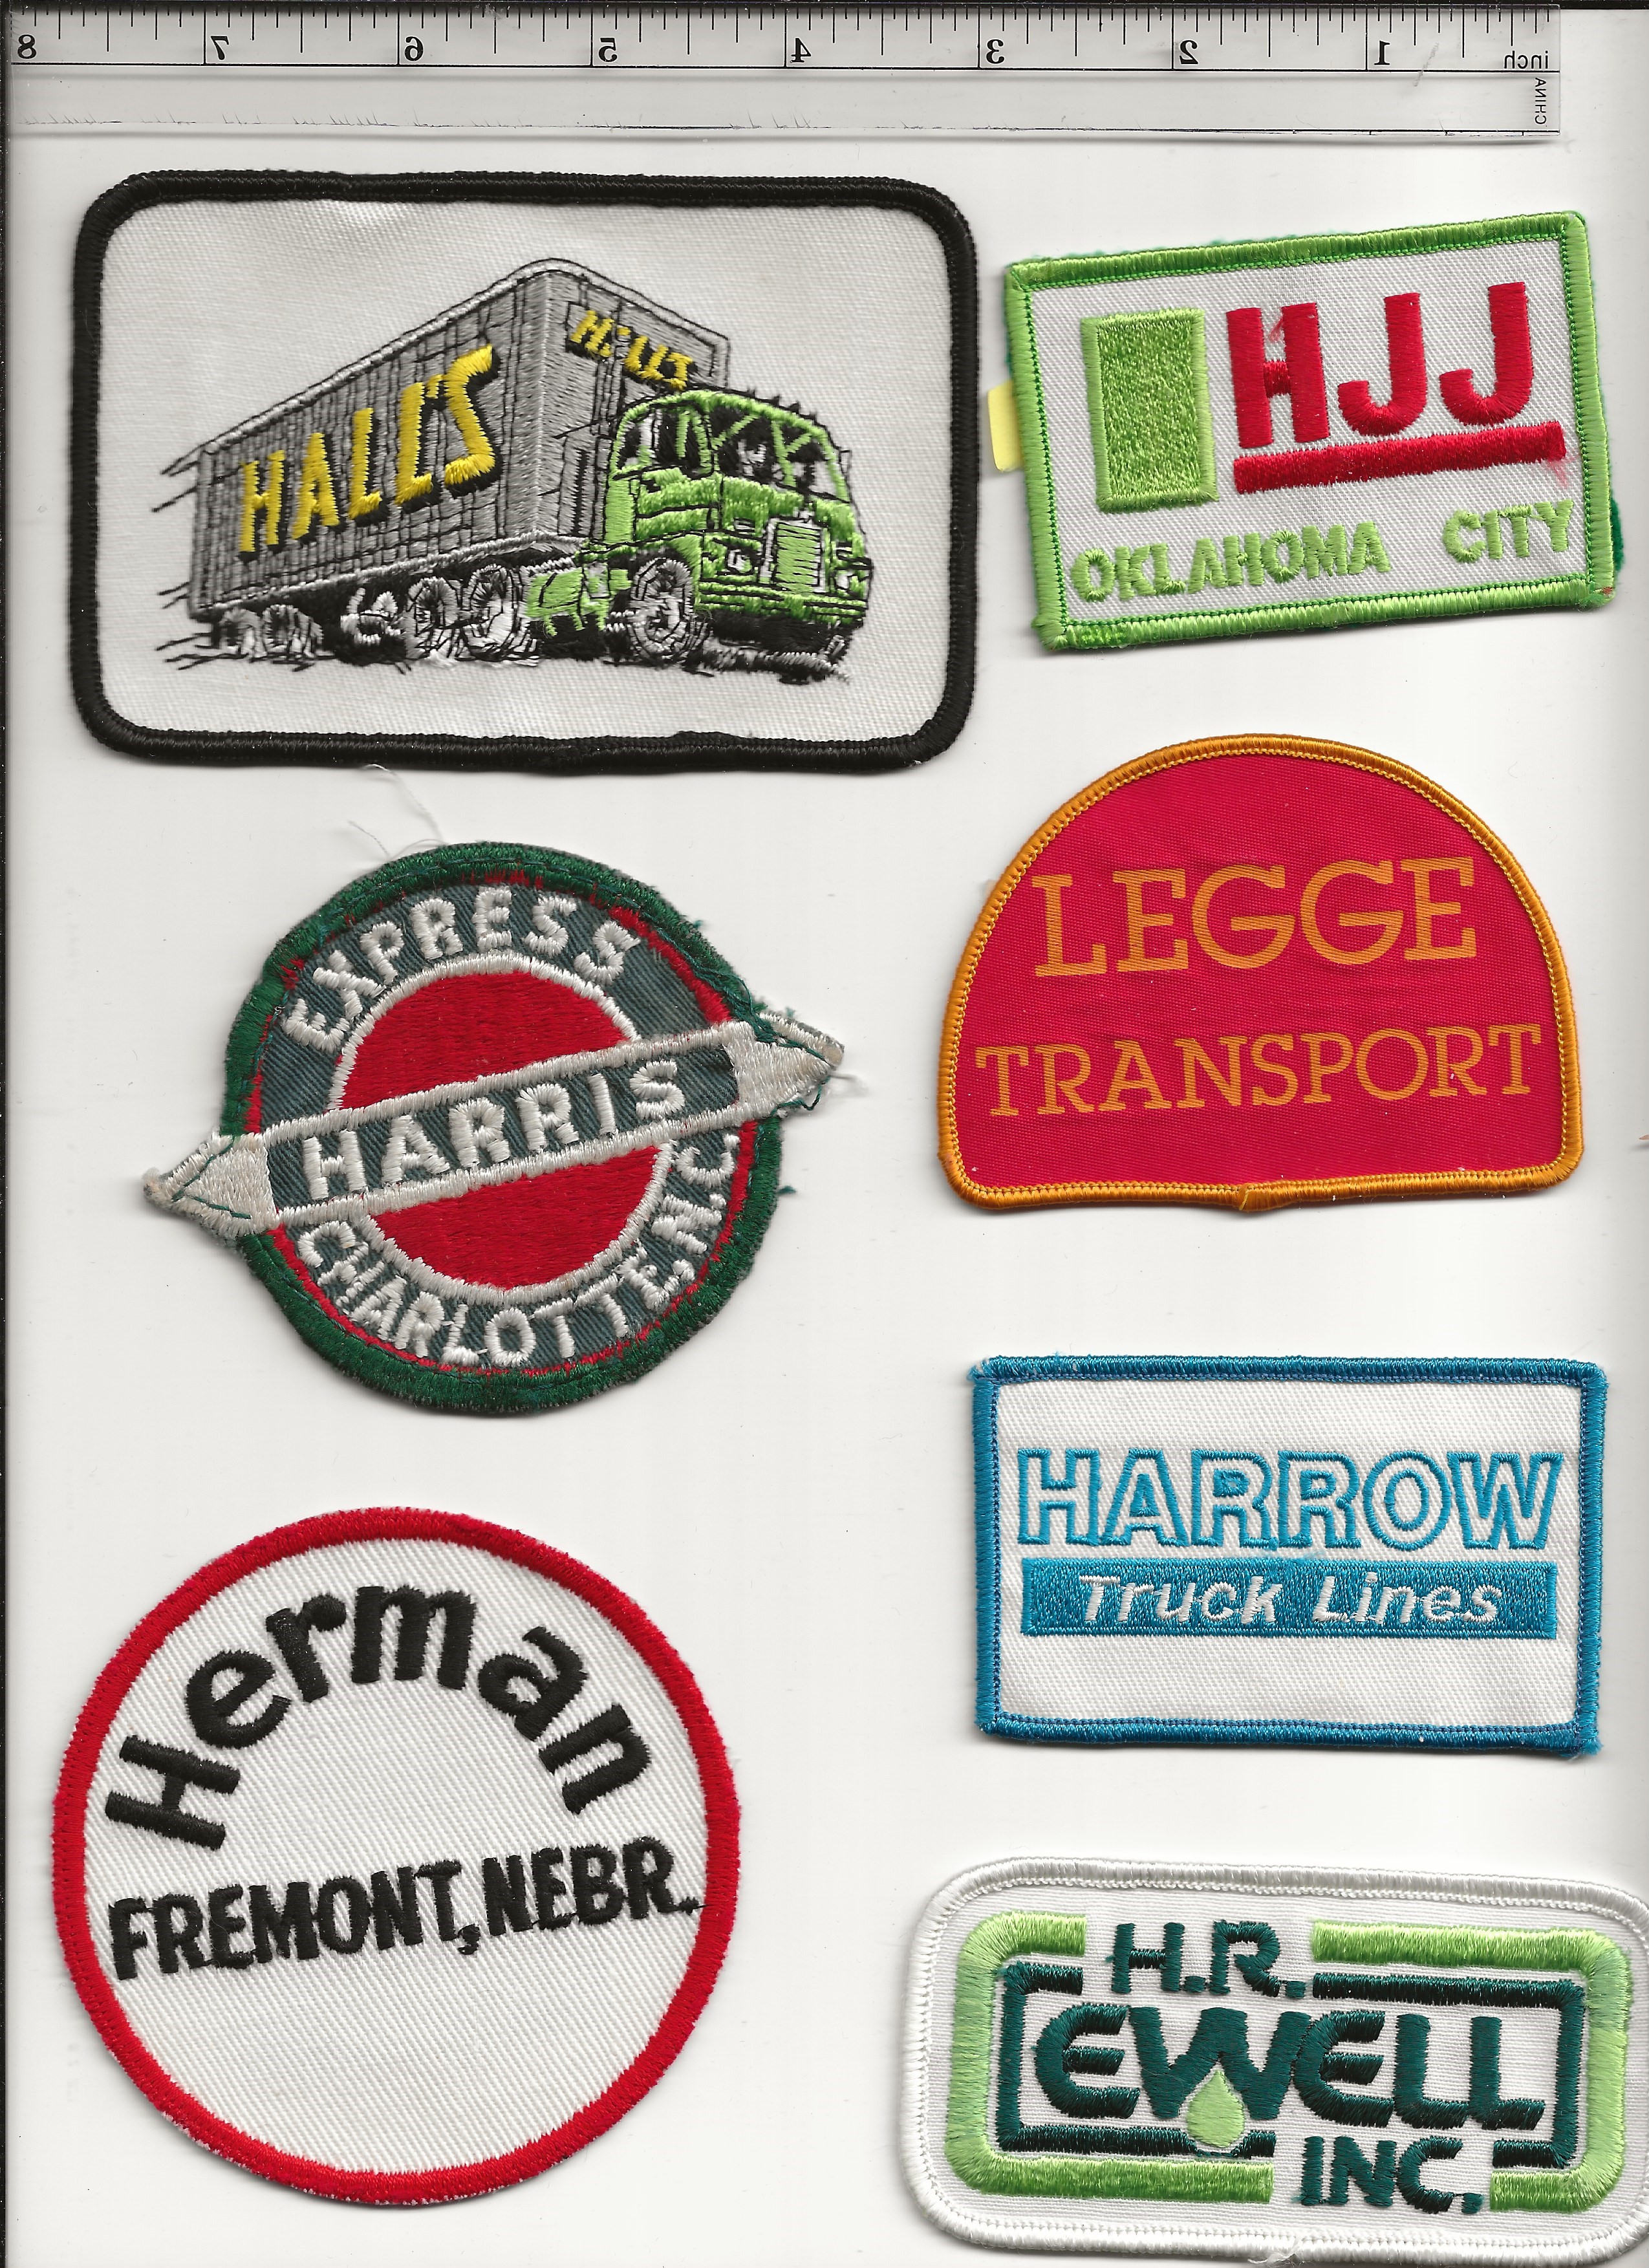 8 7 6 5 4 3 2 1 inch
CHINA
HALL'S
HALL'S
HJJ
OKLAHOMA CITY
EXPRESS
HARRIS
CHARLOTTE, N.C.
LEGGE
TRANSPORT
HARROW
Truck Lines
Herman
FREMONT, NEBR.
H.R.
EWELL
INC.